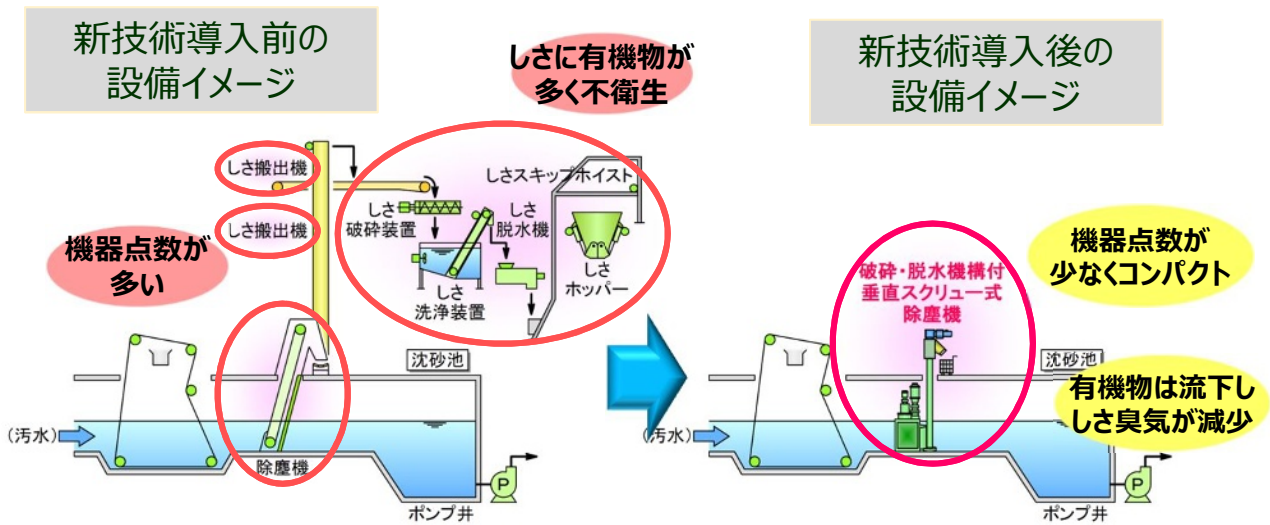 新技術導入前の
設備イメージ
しさに有機物が
多く不衛生
新技術導入後の
設備イメージ
しさ搬出機
しさ搬出機
機器点数が
多い
しさ
破砕装置
しさ
脱水機
しさスキップホイスト
しさ
洗浄装置
しさ
ホッパー
沈砂池
(汚水)
除塵機
P
ポンプ井
機器点数が
少なくコンパクト
破砕・脱水機構付
垂直スクリュー式
除塵機
沈砂池
有機物は流下し
しさ臭気が減少
(汚水)
P
ポンプ井